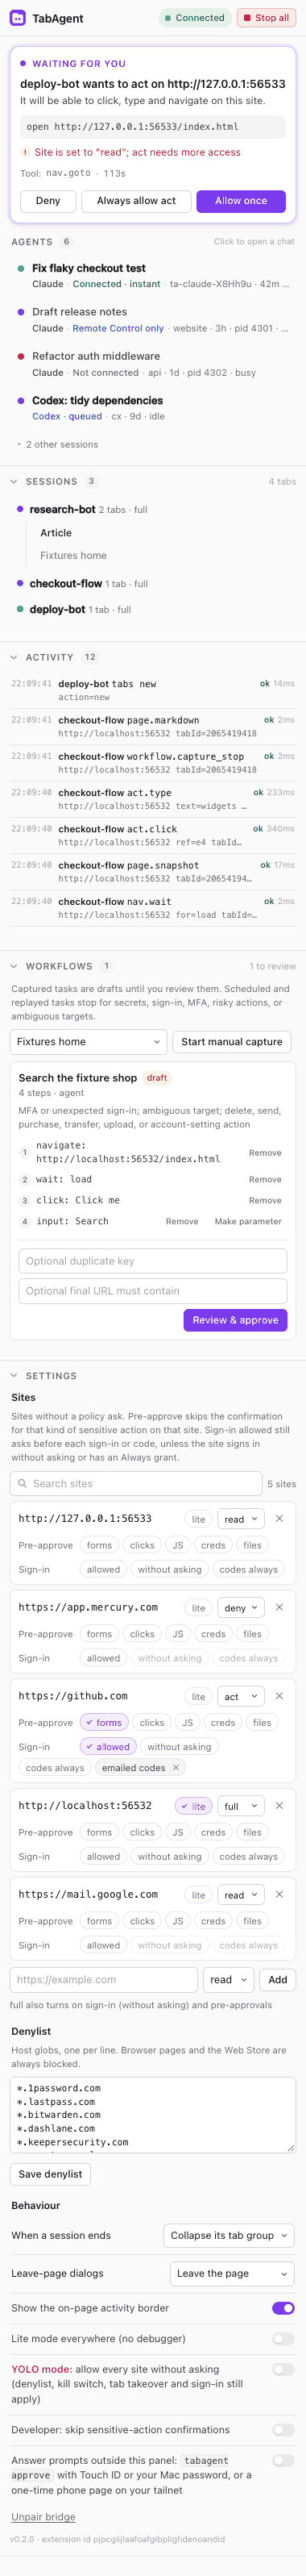 TabAgent
Connected
Stop all
WAITING FOR YOU
deploy-bot wants to act on http://127.0.0.1:56533
It will be able to click, type and navigate on this site.
open http://127.0.0.1:56533/index.html
Site is set to "read"; act needs more access
Tool: nav.goto · 113s
Deny
Always allow act
Allow once
AGENTS 6
Click to open a chat
Fix flaky checkout test
Claude · Connected · instant · ta-claude-X8Hh9u · 42m ...
Draft release notes
Claude · Remote Control only · website · 3h · pid 4301 · ...
Refactor auth middleware
Claude · Not connected · api · 1d · pid 4302 · busy
Codex: tidy dependencies
Codex · queued · cx · 9d · idle
2 other sessions
SESSIONS 3
4 tabs
research-bot 2 tabs · full
Article
Fixtures home
checkout-flow 1 tab · full
deploy-bot 1 tab · full
ACTIVITY 12
22:09:41 deploy-bot tabs new ok 14ms
action=new
22:09:41 checkout-flow page.markdown ok 2ms
http://localhost:56532 tabId=2065419418
22:09:41 checkout-flow workflow.capture_stop ok 2ms
http://localhost:56532 tabId=2065419418
22:09:40 checkout-flow act.type ok 233ms
http://localhost:56532 text=widgets …
22:09:40 checkout-flow act.click ok 340ms
http://localhost:56532 ref=e4 tabId…
22:09:40 checkout-flow page.snapshot ok 17ms
http://localhost:56532 tabId=20654194…
22:09:40 checkout-flow nav.wait ok 2ms
http://localhost:56532 for=load tabId=…
WORKFLOWS 1
1 to review
Captured tasks are drafts until you review them. Scheduled and
replayed tasks stop for secrets, sign-in, MFA, risky actions, or
ambiguous targets.
Fixtures home
Start manual capture
Search the fixture shop draft
4 steps · agent
MFA or unexpected sign-in; ambiguous target; delete, send,
purchase, transfer, upload, or account-setting action
1 navigate:
http://localhost:56532/index.html Remove
2 wait: load Remove
3 click: Click me Remove
4 input: Search Remove Make parameter
Optional duplicate key
Optional final URL must contain
Review & approve
SETTINGS
Sites
Sites without a policy ask. Pre-approve skips the confirmation
for that kind of sensitive action on that site. Sign-in allowed still
asks before each sign-in or code, unless the site signs in
without asking or has an Always grant.
Search sites
5 sites
http://127.0.0.1:56533 lite read
Pre-approve forms clicks JS creds files
Sign-in allowed without asking codes always
https://app.mercury.com lite deny
Pre-approve forms clicks JS creds files
Sign-in allowed without asking codes always
https://github.com lite act
Pre-approve forms clicks JS creds files
Sign-in allowed without asking
codes always emailed codes
http://localhost:56532 lite full
Pre-approve forms clicks JS creds files
Sign-in allowed without asking codes always
https://mail.google.com lite read
Pre-approve forms clicks JS creds files
Sign-in allowed without asking codes always
https://example.com read Add
full also turns on sign-in (without asking) and pre-approvals
Denylist
Host globs, one per line. Browser pages and the Web Store are
always blocked.
*.1password.com
*.lastpass.com
*.bitwarden.com
*.dashlane.com
*.keepersecurity.com
Save denylist
Behaviour
When a session ends Collapse its tab group
Leave-page dialogs Leave the page
Show the on-page activity border
Lite mode everywhere (no debugger)
YOLO mode: allow every site without asking
(denylist, kill switch, tab takeover and sign-in still
apply)
Developer: skip sensitive-action confirmations
Answer prompts outside this panel: tabagent
approve with Touch ID or your Mac password, or a
one-time phone page on your tailnet
Unpair bridge
v0.2.0 · extension id pjpcgiijlaafoafgibplighdenoandid